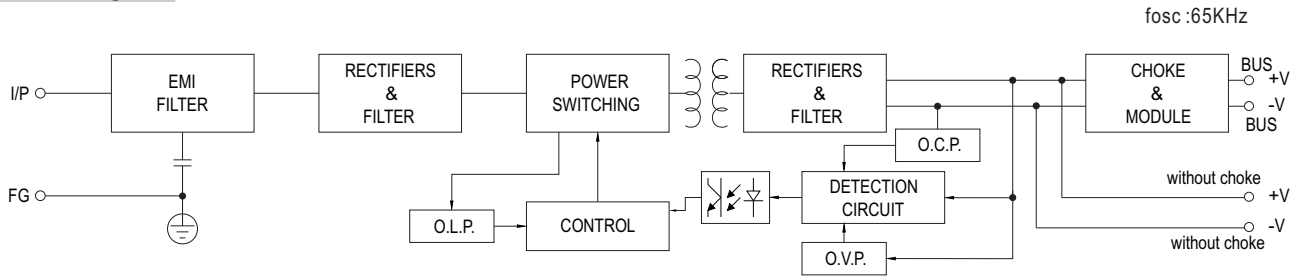 fosc :65KHz
I/P
EMI
FILTER
RECTIFIERS
&
FILTER
POWER
SWITCHING
RECTIFIERS
&
FILTER
CHOKE
&
MODULE
BUS
+V
-V
BUS
O.C.P.
FG
O.L.P.
CONTROL
DETECTION
CIRCUIT
O.V.P.
without choke
+V
-V
without choke